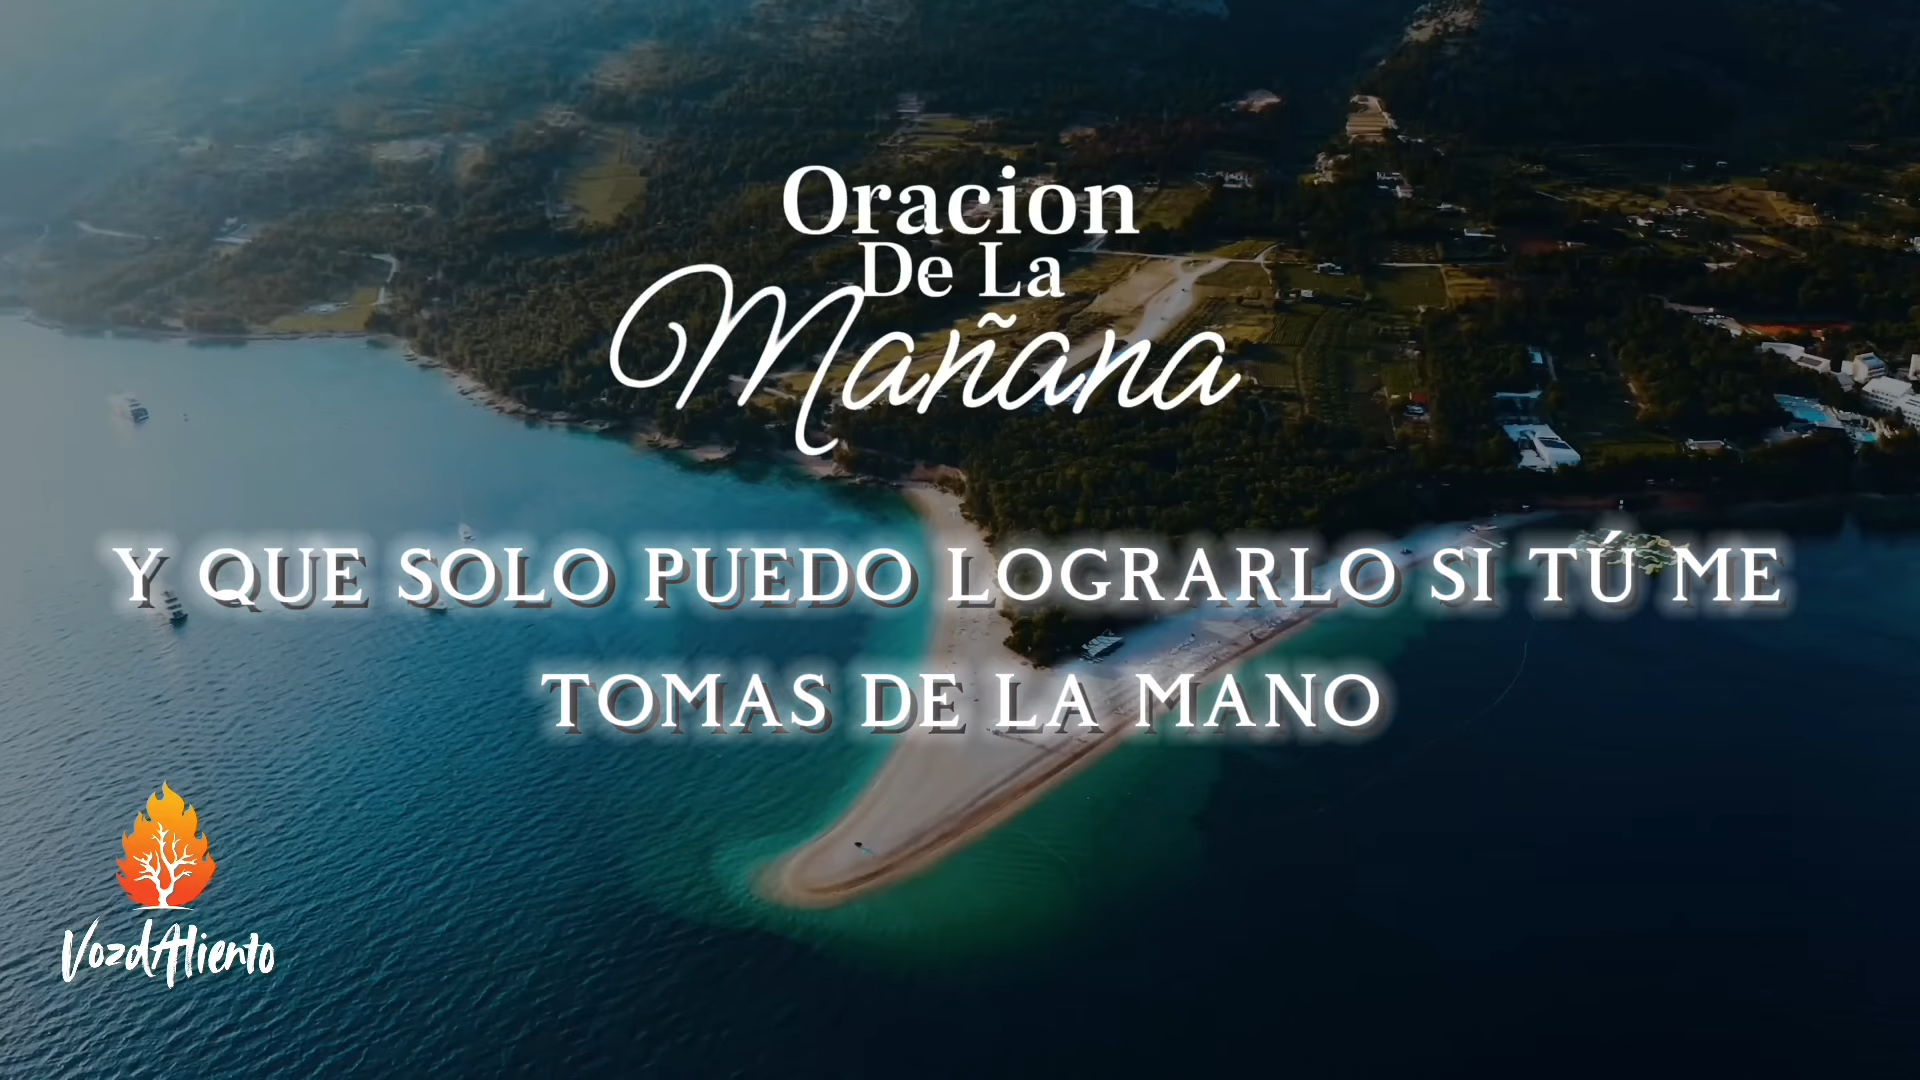 Oracion
De La
Mañana
Y QUE SOLO PUEDO LOGRARLO SI TÚ ME
TOMAS DE LA MANO
VozdAliento